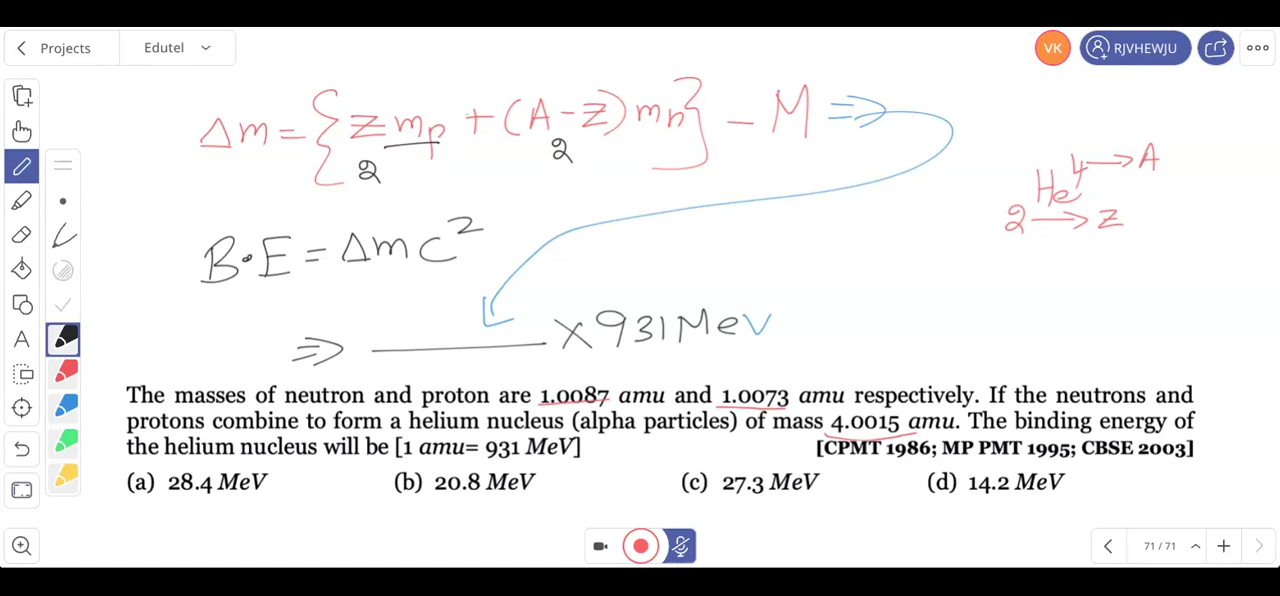 Projects
Edutel
VK
RJVHEWJU
Δm = {Z mp + (A-Z) mn} - M ⇒
2 2
2 He 4 → A
→ Z
B.E = Δmc²
⇒ ______ × 931 MeV
The masses of neutron and proton are 1.0087 amu and 1.0073 amu respectively. If the neutrons and
protons combine to form a helium nucleus (alpha particles) of mass 4.0015 amu. The binding energy of
the helium nucleus will be [1 amu= 931 MeV] [CPMT 1986; MP PMT 1995; CBSE 2003]
(a) 28.4 MeV (b) 20.8 MeV (c) 27.3 MeV (d) 14.2 MeV
71 / 71